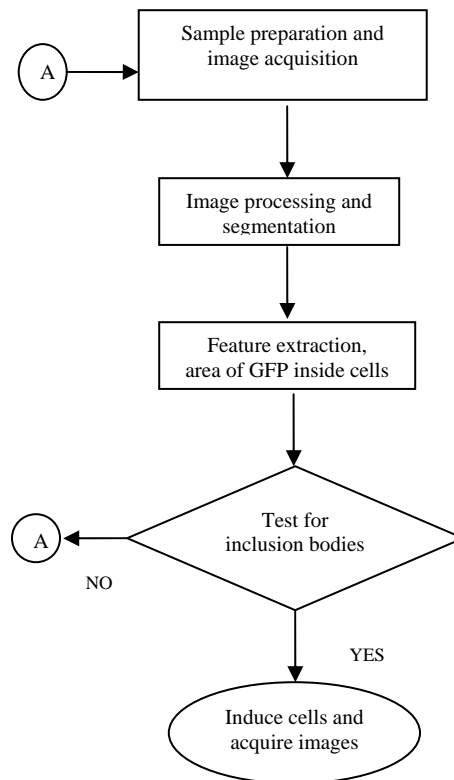 Sample preparation and
image acquisition
A
Image processing and
segmentation
Feature extraction,
area of GFP inside cells
Test for
inclusion bodies
A
NO
YES
Induce cells and
acquire images